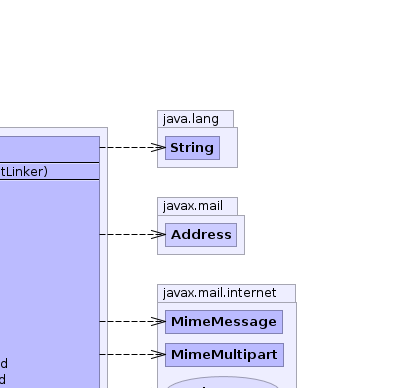 java.lang
String
tLinker)
javax.mail
Address
javax.mail.internet
MimeMessage
MimeMultipart
d
d